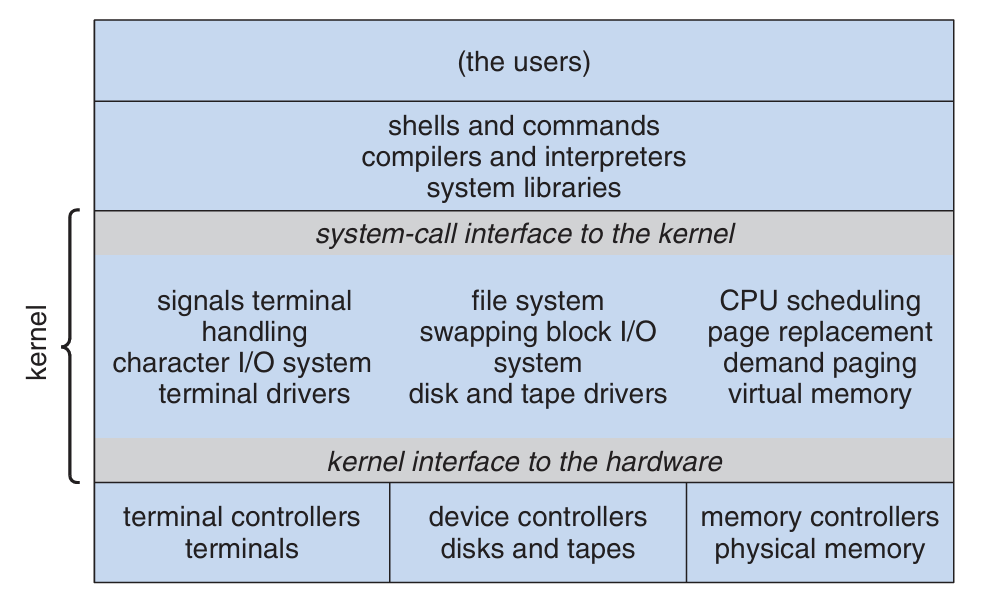 (the users)
shells and commands
compilers and interpreters
system libraries
kernel
system-call interface to the kernel
signals terminal
handling
character I/O system
terminal drivers
file system
swapping block I/O
system
disk and tape drivers
CPU scheduling
page replacement
demand paging
virtual memory
kernel interface to the hardware
terminal controllers
terminals
device controllers
disks and tapes
memory controllers
physical memory